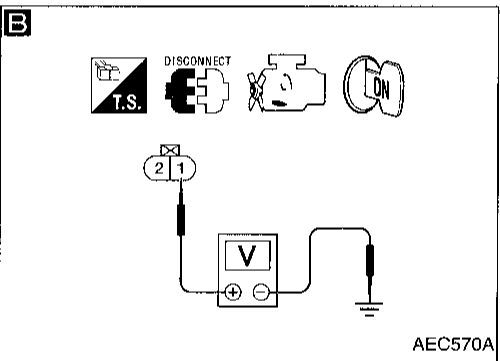 B
DISCONNECT
T.S.
ON
2 1
V
+ −
AEC570A